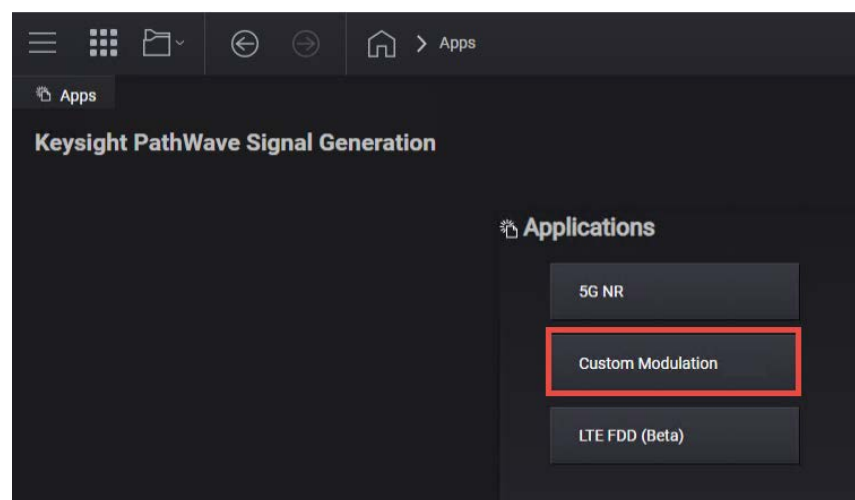 Apps
Apps
Keysight PathWave Signal Generation
Applications
5G NR
Custom Modulation
LTE FDD (Beta)